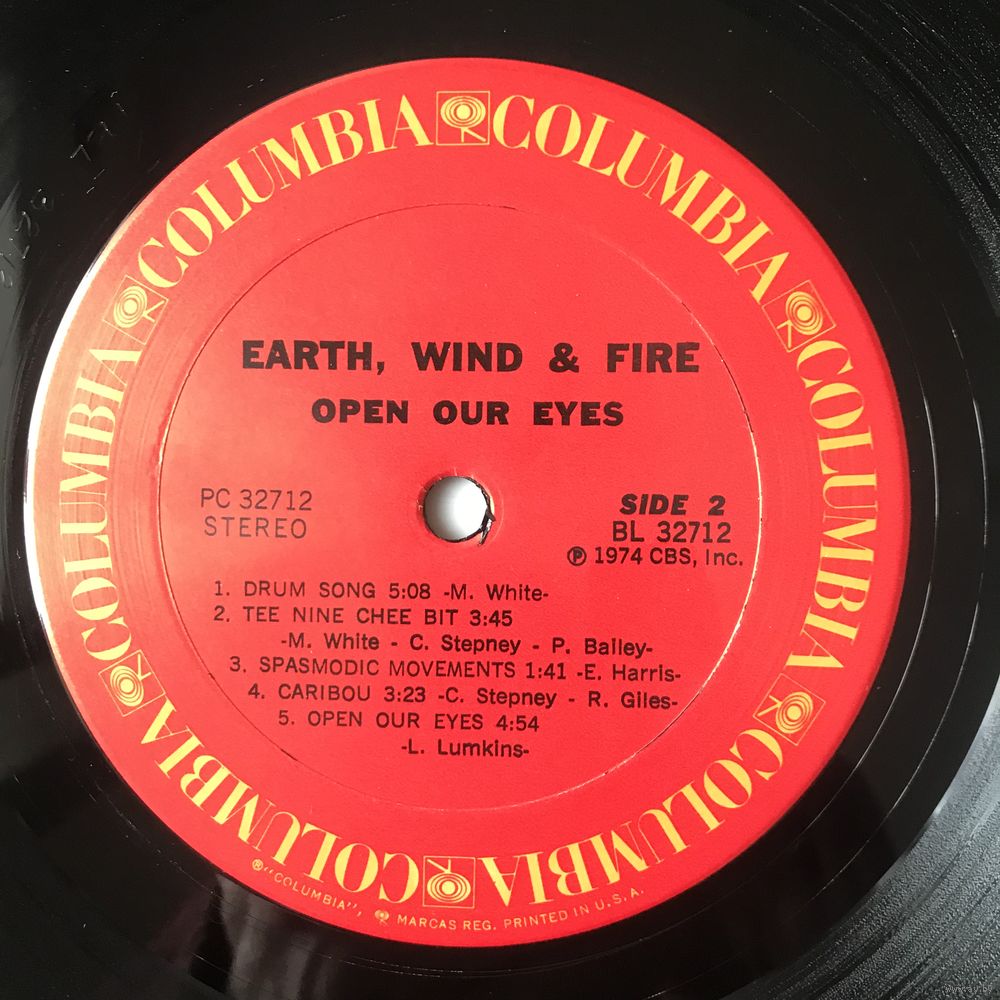 COLUMBIA COLUMBIA COLUMBIA COLUMBIA COLUMBIA COLUMBIA
EARTH, WIND & FIRE
OPEN OUR EYES
PC 32712
STEREO
SIDE 2
BL 32712
℗ 1974 CBS, Inc.
1. DRUM SONG 5:08 -M. White-
2. TEE NINE CHEE BIT 3:45
-M. White - C. Stepney - P. Bailey-
3. SPASMODIC MOVEMENTS 1:41 -E. Harris-
4. CARIBOU 3:23 -C. Stepney - R. Giles-
5. OPEN OUR EYES 4:54
-L. Lumkins-
®"COLUMBIA", MARCAS REG. PRINTED IN U.S.A.